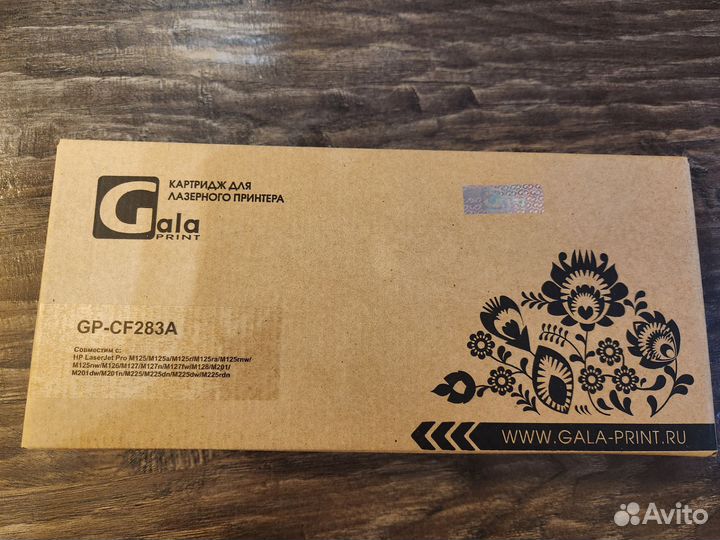 Gala
PRINT
КАРТРИДЖ ДЛЯ
ЛАЗЕРНОГО ПРИНТЕРА
GP-CF283A
Совместим с:
HP LaserJet Pro M125/M125a/M125r/M125ra/M125rnw/
M125nw/M126/M127/M127n/M127fw/M128/M201/
M201dw/M201n/M225/M225dn/M225dw/M225rdn
WWW.GALA-PRINT.RU
Avito